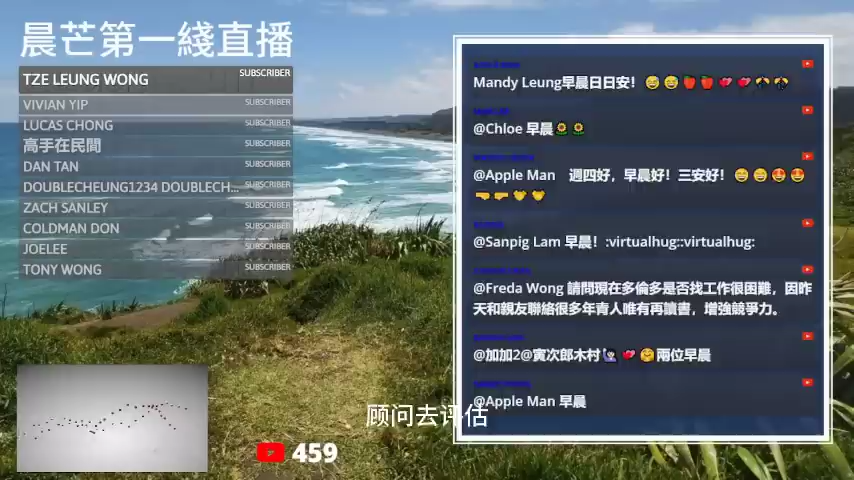 晨芒第一綫直播
TZE LEUNG WONG SUBSCRIBER
VIVIAN YIP SUBSCRIBER
LUCAS CHONG SUBSCRIBER
高手在民間 SUBSCRIBER
DAN TAN SUBSCRIBER
DOUBLECHEUNG1234 DOUBLECH... SUBSCRIBER
ZACH SANLEY SUBSCRIBER
COLDMAN DON SUBSCRIBER
JOELEE SUBSCRIBER
TONY WONG SUBSCRIBER
Mandy Leung早晨日日安！😄😄🍎🍎
@Chloe 早晨🌻🌻
@Apple Man 週四好，早晨好！三安好！😄😄😍😍
@Sanpig Lam 早晨！:virtualhug::virtualhug:
@Freda Wong 請問現在多倫多是否找工作很困難，因昨
天和親友聯絡很多年青人唯有再讀書，增強競爭力。
@加加2@寅次郎木村 兩位早晨
@Apple Man 早晨
顾问去评估
459